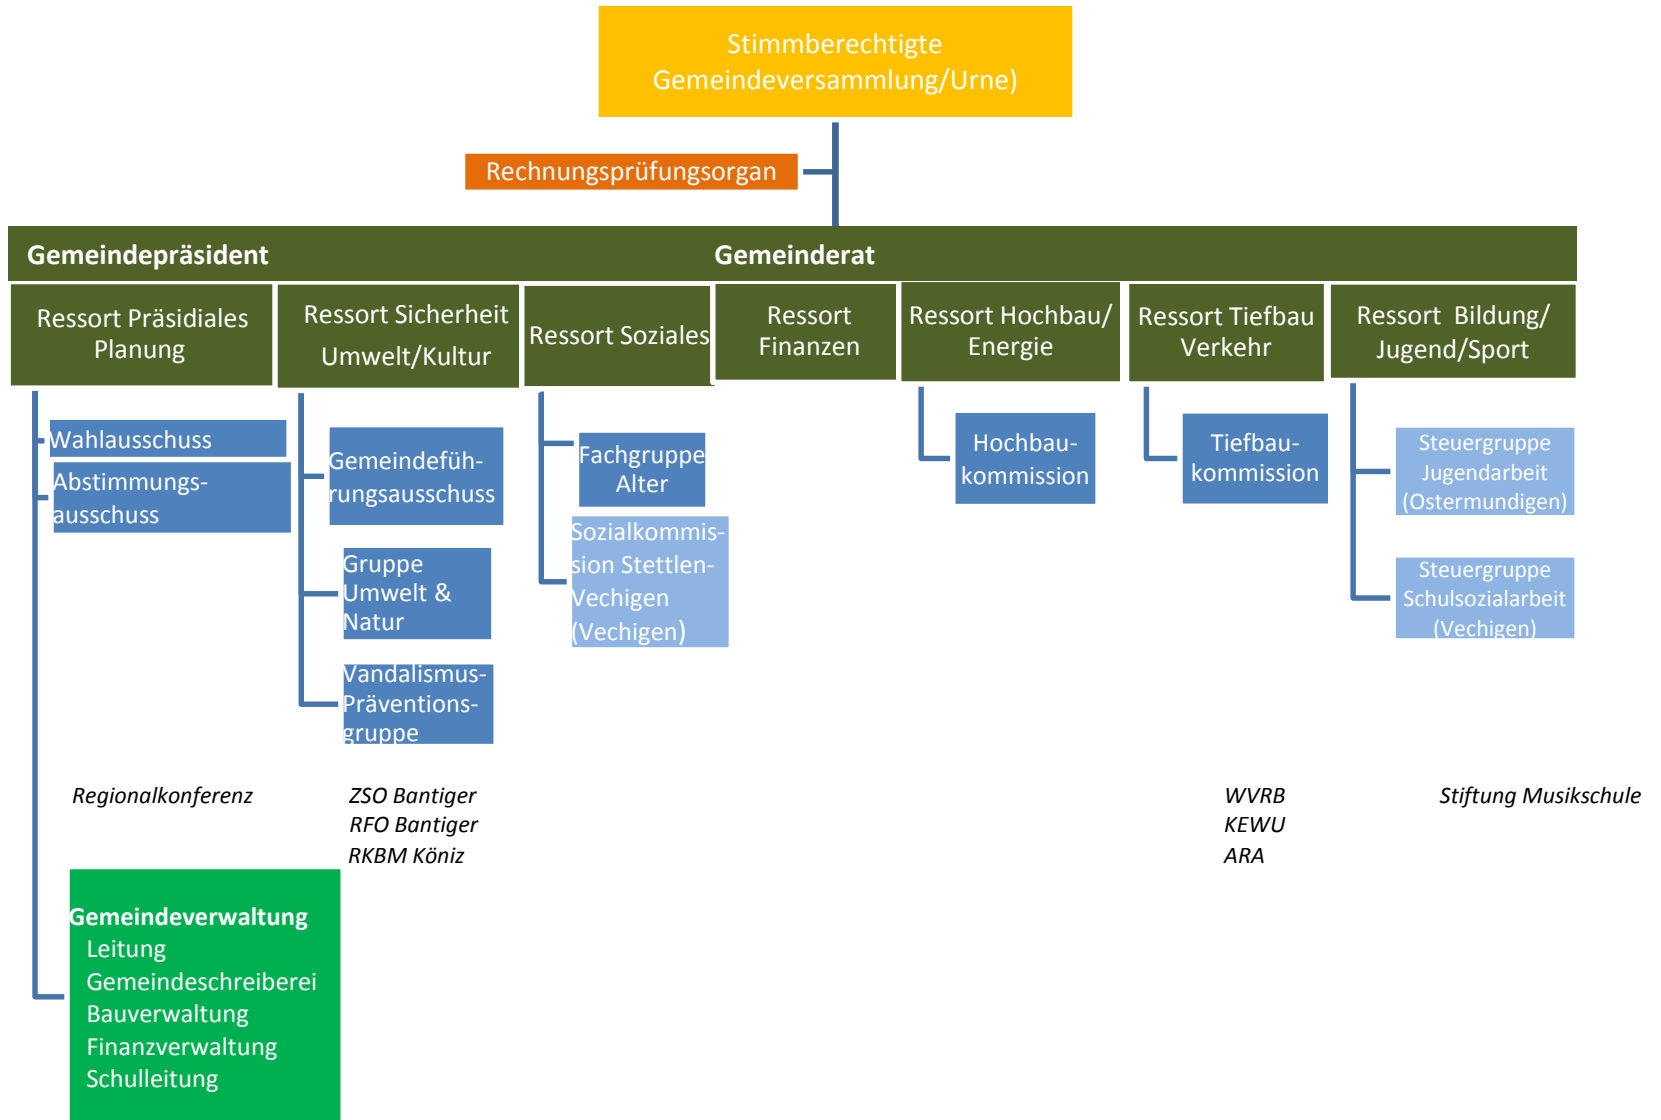 Stimmberechtigte
Gemeindeversammlung/Urne)
Rechnungsprüfungsorgan
Gemeindepräsident
Gemeinderat
Ressort Präsidiales
Planung
Ressort Sicherheit
Umwelt/Kultur
Ressort Soziales
Ressort
Finanzen
Ressort Hochbau/
Energie
Ressort Tiefbau
Verkehr
Ressort Bildung/
Jugend/Sport
Wahlausschuss
Abstimmungs-
ausschuss
Gemeindefüh-
rungsausschuss
Gruppe
Umwelt &
Natur
Vandalismus-
Präventions-
gruppe
Fachgruppe
Alter
Sozialkommis-
sion Stettlen-
Vechigen
(Vechigen)
Hochbau-
kommission
Tiefbau-
kommission
Steuergruppe
Jugendarbeit
(Ostermundigen)
Steuergruppe
Schulsozialarbeit
(Vechigen)
Regionalkonferenz
ZSO Bantiger
RFO Bantiger
RKBM Köniz
WVRB
KEWU
ARA
Stiftung Musikschule
Gemeindeverwaltung
Leitung
Gemeindeschreiberei
Bauverwaltung
Finanzverwaltung
Schulleitung